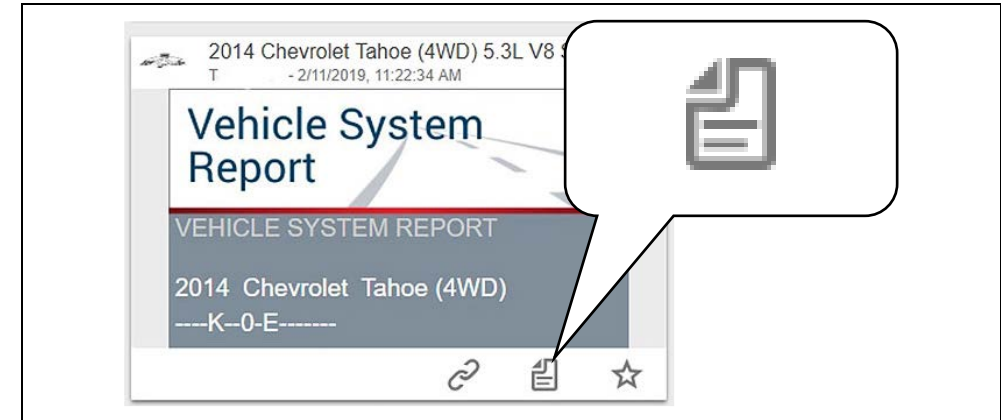 2014 Chevrolet Tahoe (4WD) 5.3L V8
T - 2/11/2019, 11:22:34 AM
Vehicle System
Report
VEHICLE SYSTEM REPORT
2014 Chevrolet Tahoe (4WD)
----K--0-E-------